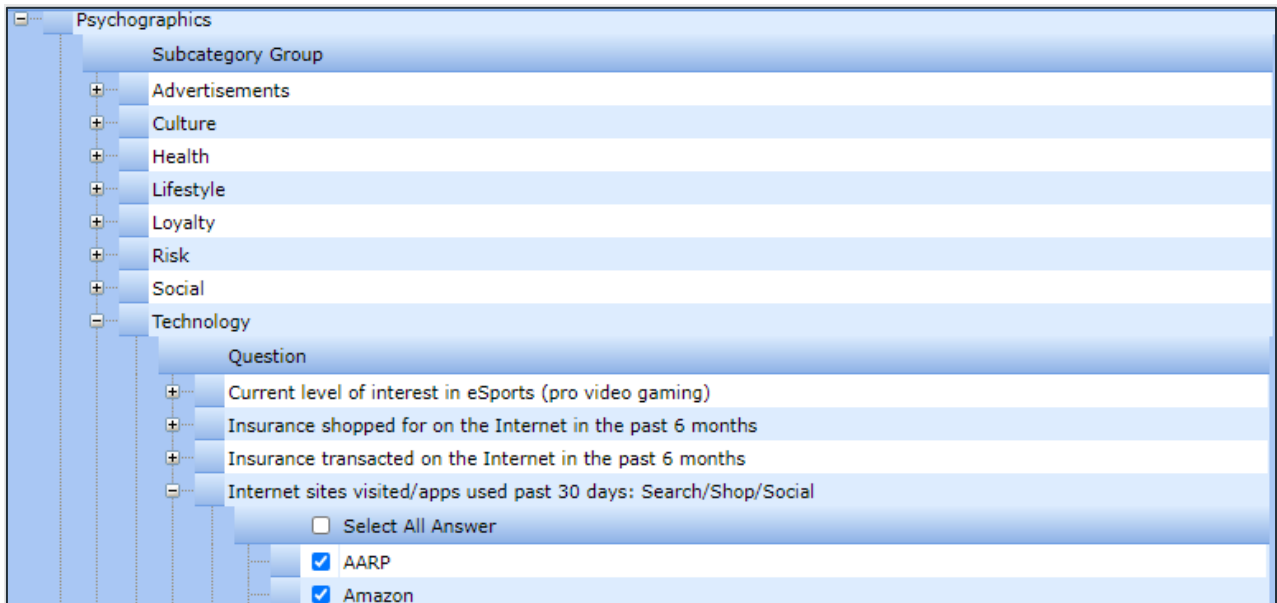 Psychographics
Subcategory Group
Advertisements
Culture
Health
Lifestyle
Loyalty
Risk
Social
Technology
Question
Current level of interest in eSports (pro video gaming)
Insurance shopped for on the Internet in the past 6 months
Insurance transacted on the Internet in the past 6 months
Internet sites visited/apps used past 30 days: Search/Shop/Social
Select All Answer
AARP
Amazon